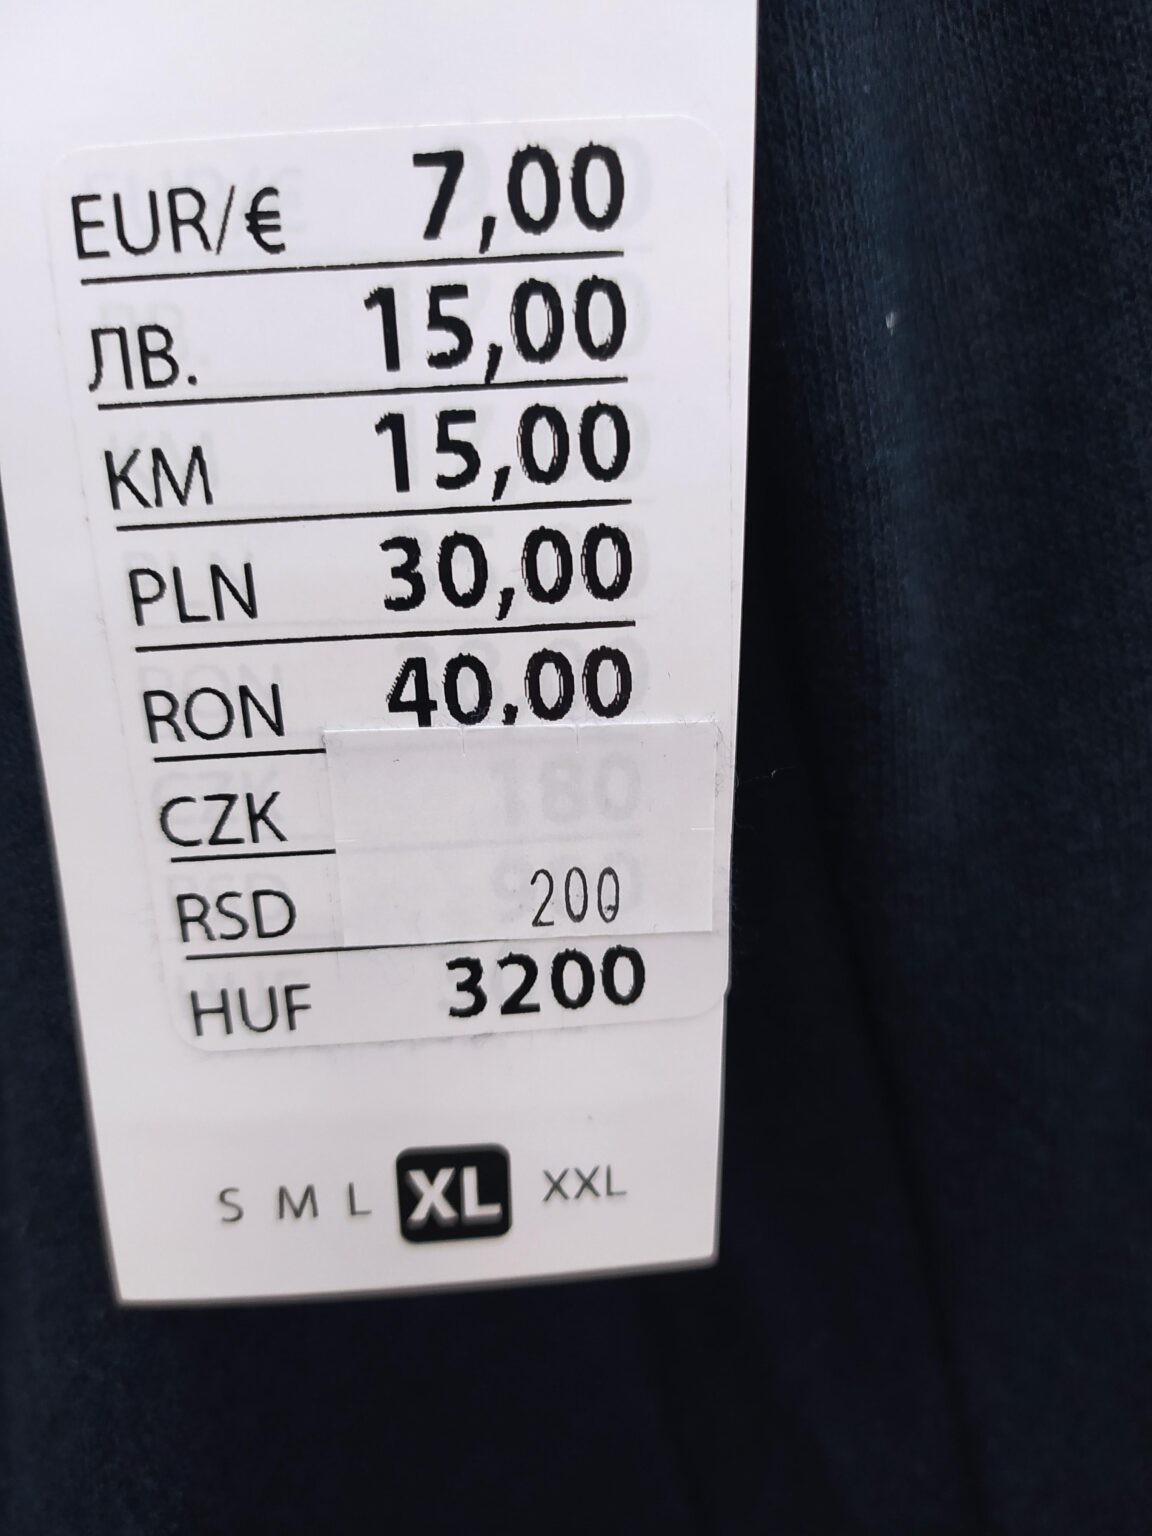 EUR/€ 7,00
ЛВ. 15,00
KM 15,00
PLN 30,00
RON 40,00
CZK
RSD 200
HUF 3200
S M L XL XXL